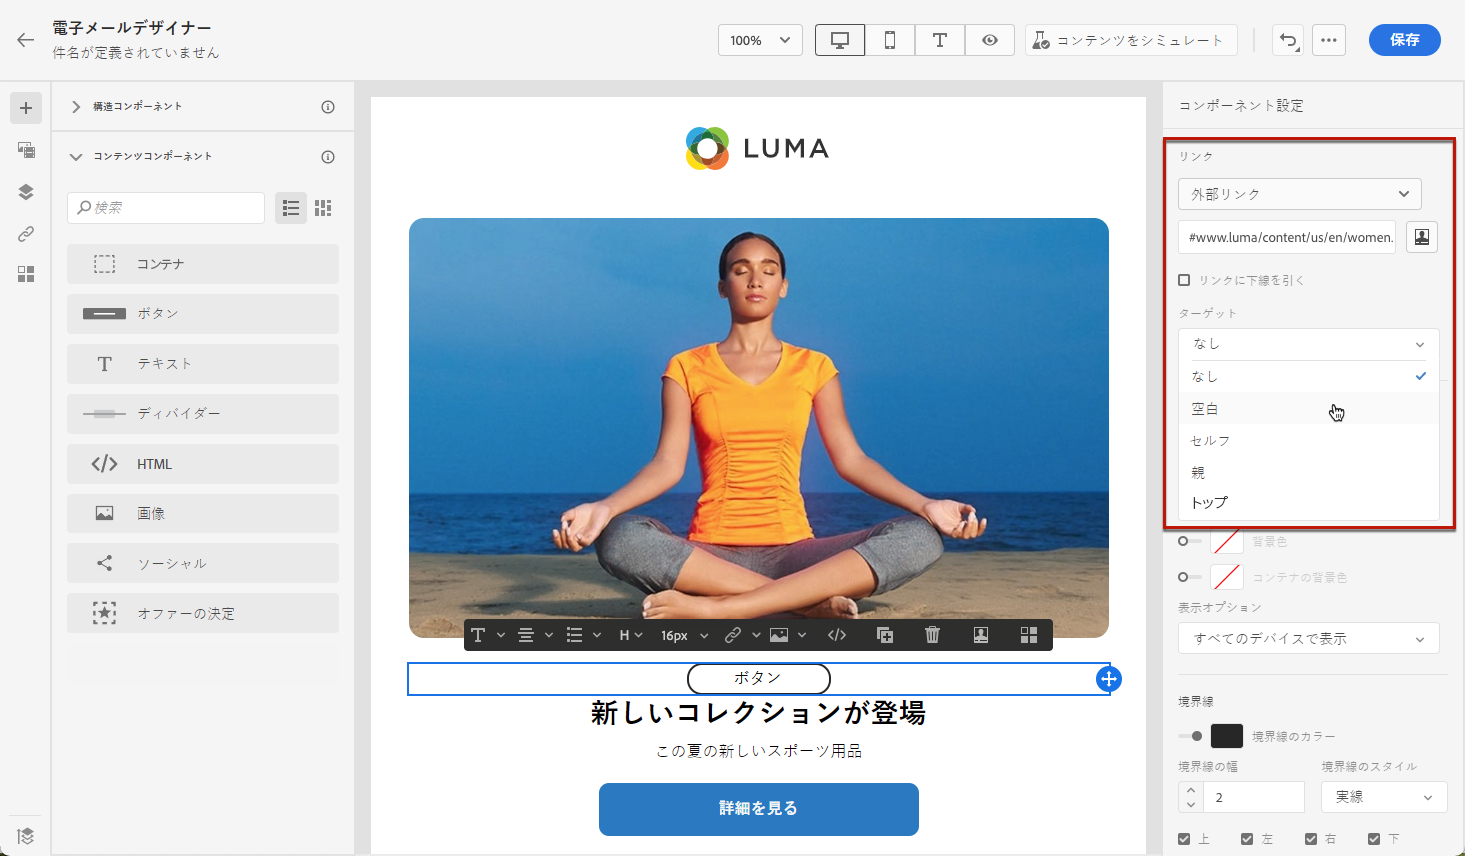 電子メールデザイナー
件名が定義されていません
100%
コンテンツをシミュレート
保存
構造コンポーネント
コンテンツコンポーネント
検索
コンテナ
ボタン
テキスト
ディバイダー
HTML
画像
ソーシャル
オファーの決定
LUMA
H
16px
ボタン
新しいコレクションが登場
この夏の新しいスポーツ用品
詳細を見る
コンポーネント設定
リンク
外部リンク
#www.luma/content/us/en/women.
リンクに下線を引く
ターゲット
なし
なし
空白
セルフ
親
トップ
背景色
コンテナの背景色
表示オプション
すべてのデバイスで表示
境界線
境界線のカラー
境界線の幅
境界線のスタイル
2
実線
上 左 右 下